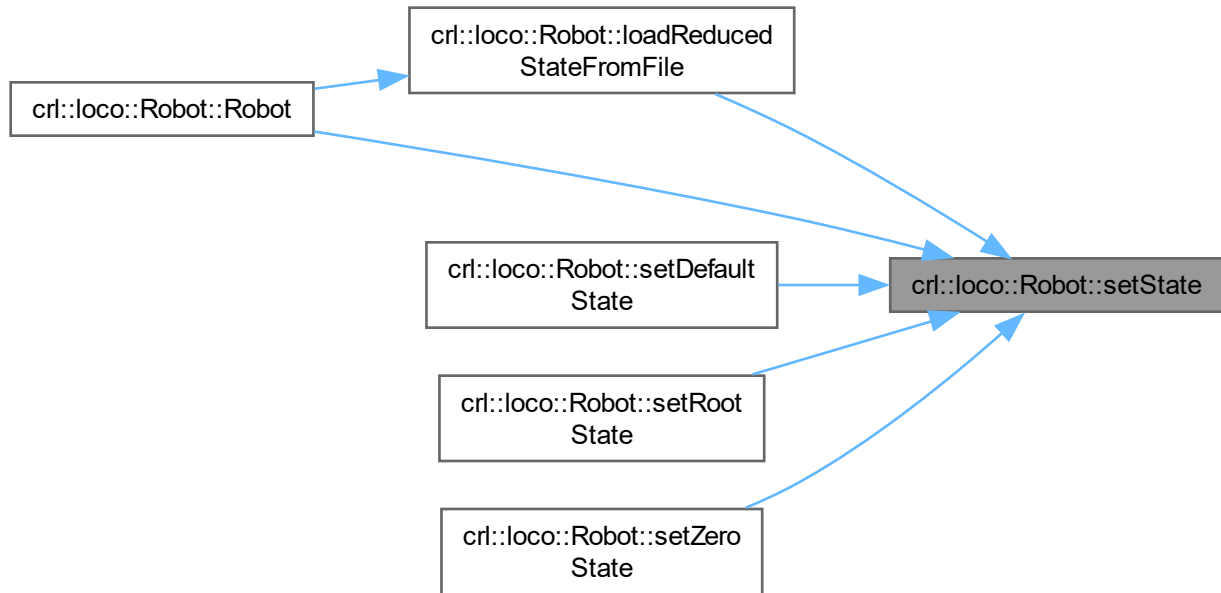 crl::loco::Robot::loadReduced
StateFromFile
crl::loco::Robot::Robot
crl::loco::Robot::setDefault
State
crl::loco::Robot::setState
crl::loco::Robot::setRoot
State
crl::loco::Robot::setZero
State